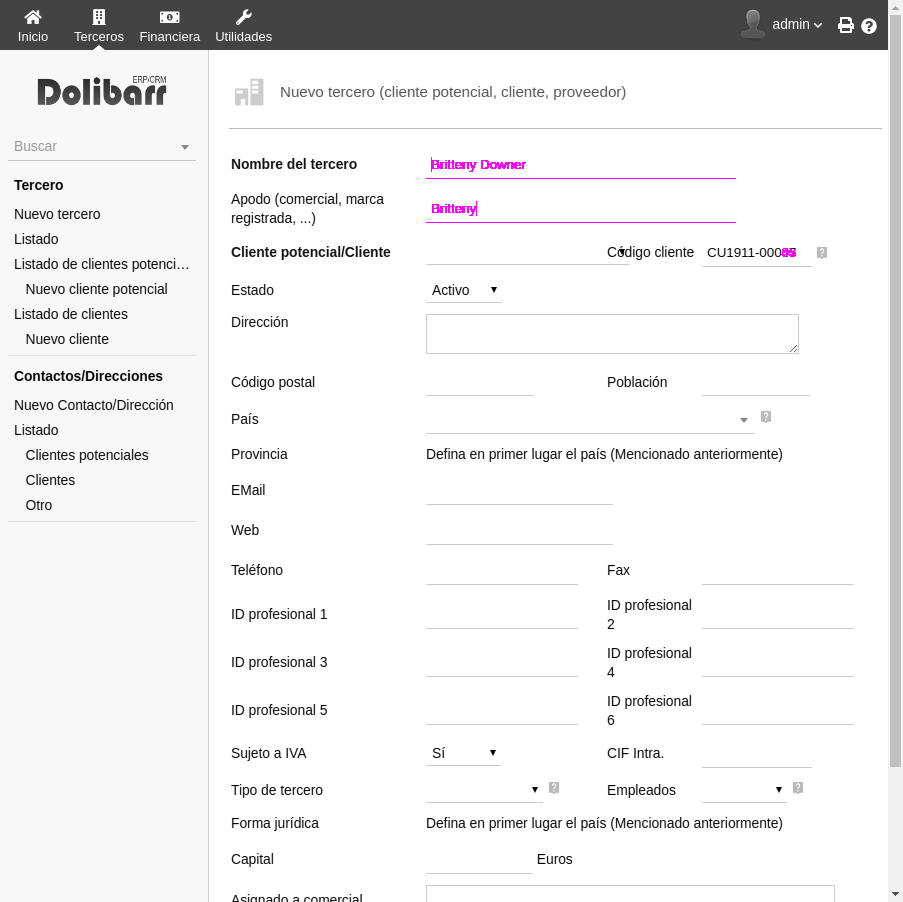 Inicio Terceros Financiera Utilidades admin
Dolibarr ERP/CRM
Nuevo tercero (cliente potencial, cliente, proveedor)
Buscar
Tercero
Nuevo tercero
Listado
Listado de clientes potenci…
Nuevo cliente potencial
Listado de clientes
Nuevo cliente
Contactos/Direcciones
Nuevo Contacto/Dirección
Listado
Clientes potenciales
Clientes
Otro
Nombre del tercero Britteny Downer
Apodo (comercial, marca
registrada, ...) Britteny
Cliente potencial/Cliente Código cliente
Estado Activo
Dirección
Código postal Población
País
Provincia Defina en primer lugar el país (Mencionado anteriormente)
EMail
Web
Teléfono Fax
ID profesional 1 ID profesional
2
ID profesional 3 ID profesional
4
ID profesional 5 ID profesional
6
Sujeto a IVA Sí CIF Intra.
Tipo de tercero Empleados
Forma jurídica Defina en primer lugar el país (Mencionado anteriormente)
Capital Euros
Asignado a comercial